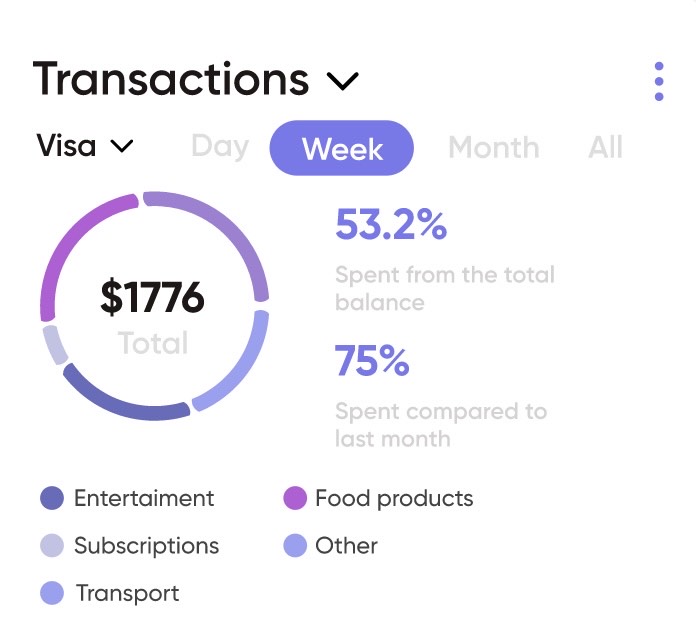 Transactions
Visa Day Week Month All
53.2%
Spent from the total
balance
$1776
Total
75%
Spent compared to
last month
Entertaiment Food products
Subscriptions Other
Transport